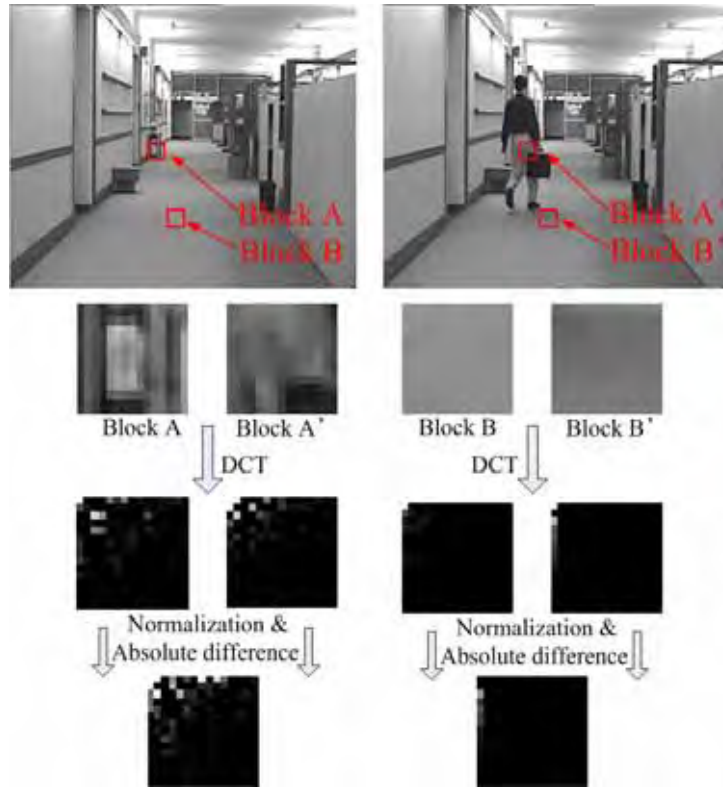 Block A
Block B
Block A'
Block B'
Block A
Block A'
Block B
Block B'
DCT
DCT
Normalization &
Absolute difference
Normalization &
Absolute difference